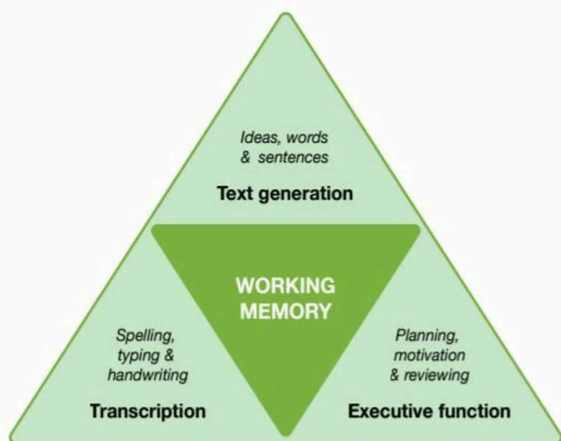 Ideas, words
& sentences
Text generation
WORKING
MEMORY
Spelling,
typing &
handwriting
Transcription
Planning,
motivation
& reviewing
Executive function